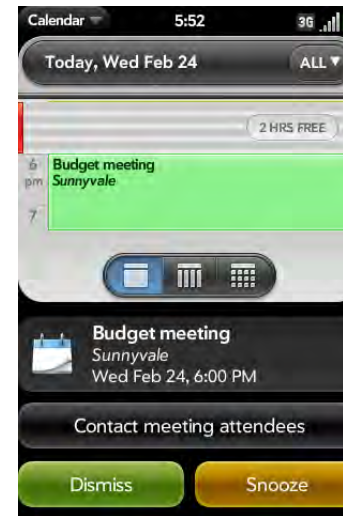 Calendar 5:52 3G
Today, Wed Feb 24 ALL
2 HRS FREE
6 Budget meeting
pm Sunnyvale
7
Budget meeting
Sunnyvale
Wed Feb 24, 6:00 PM
Contact meeting attendees
Dismiss Snooze